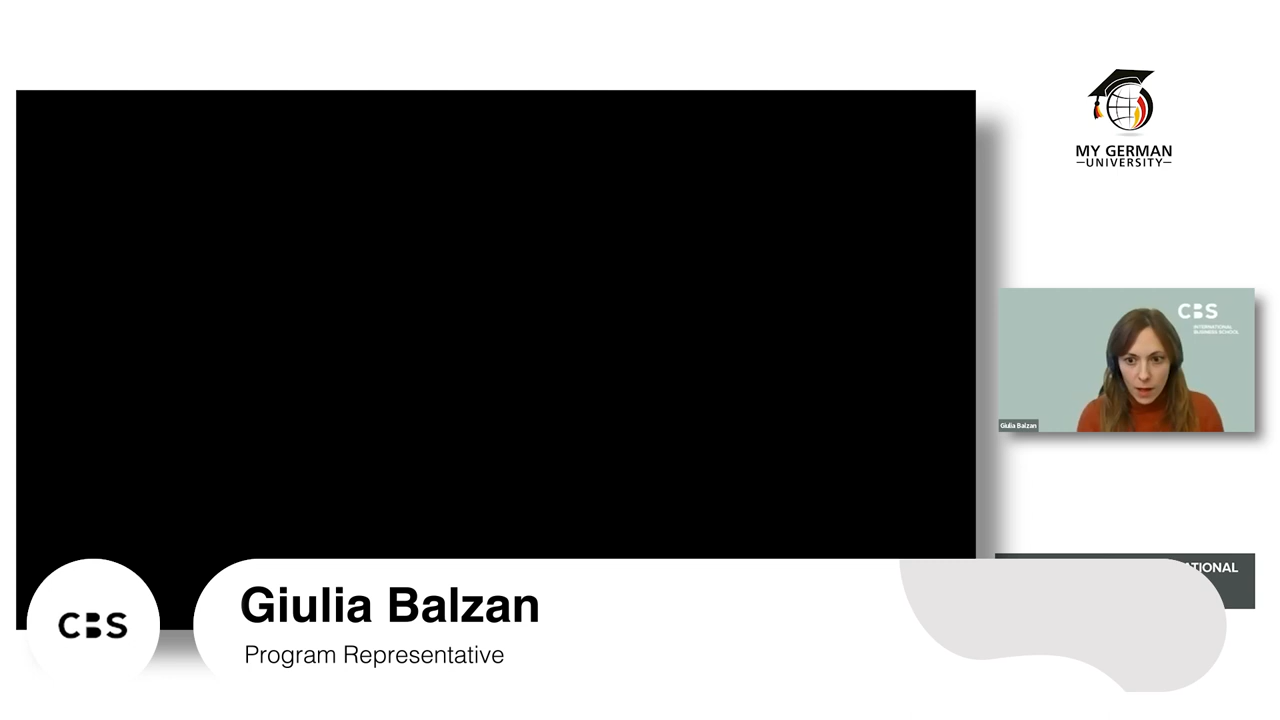 MY GERMAN
UNIVERSITY
CBS
INTERNATIONAL
BUSINESS SCHOOL
Giulia Balzan
ATIONAL
CBS
Giulia Balzan
Program Representative